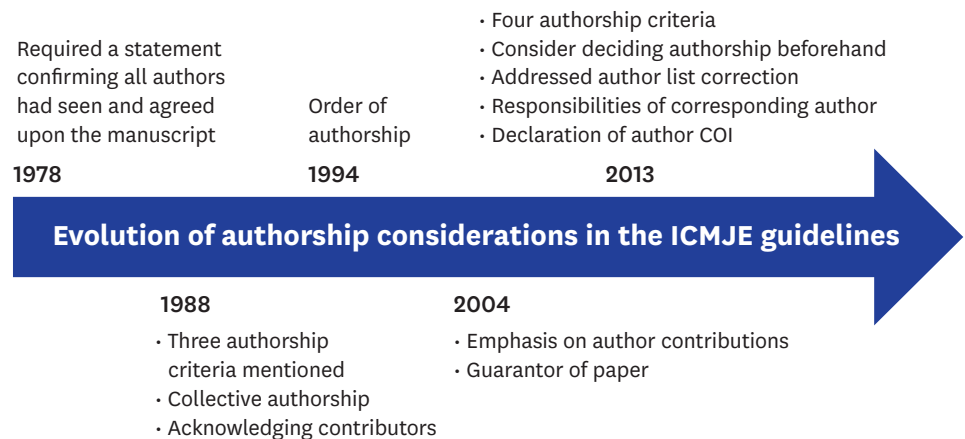 Required a statement
confirming all authors
had seen and agreed
upon the manuscript
1978
Order of
authorship
1994
· Four authorship criteria
· Consider deciding authorship beforehand
· Addressed author list correction
· Responsibilities of corresponding author
· Declaration of author COI
2013
Evolution of authorship considerations in the ICMJE guidelines
1988
· Three authorship
criteria mentioned
· Collective authorship
· Acknowledging contributors
2004
· Emphasis on author contributions
· Guarantor of paper